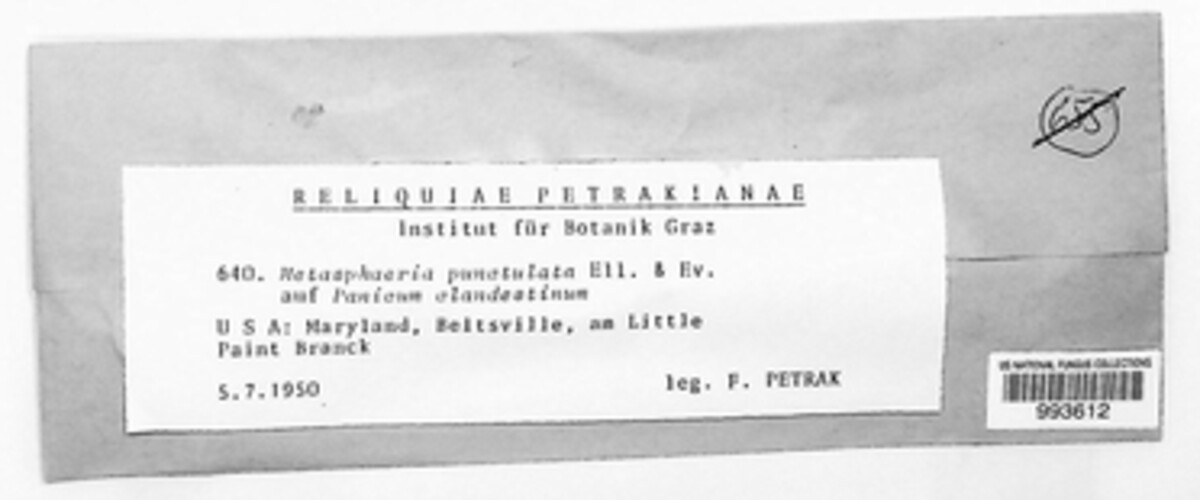 655
RELIQUIAE PETRAKIANAE
Institut für Botanik Graz
640. Metasphaeria punctulata Ell. & Ev.
auf Panicum clandestinum
U S A: Maryland, Beltsville, am Little
Paint Branck
5.7.1950
leg. F. PETRAK
US NATIONAL FUNGUS COLLECTIONS
993612